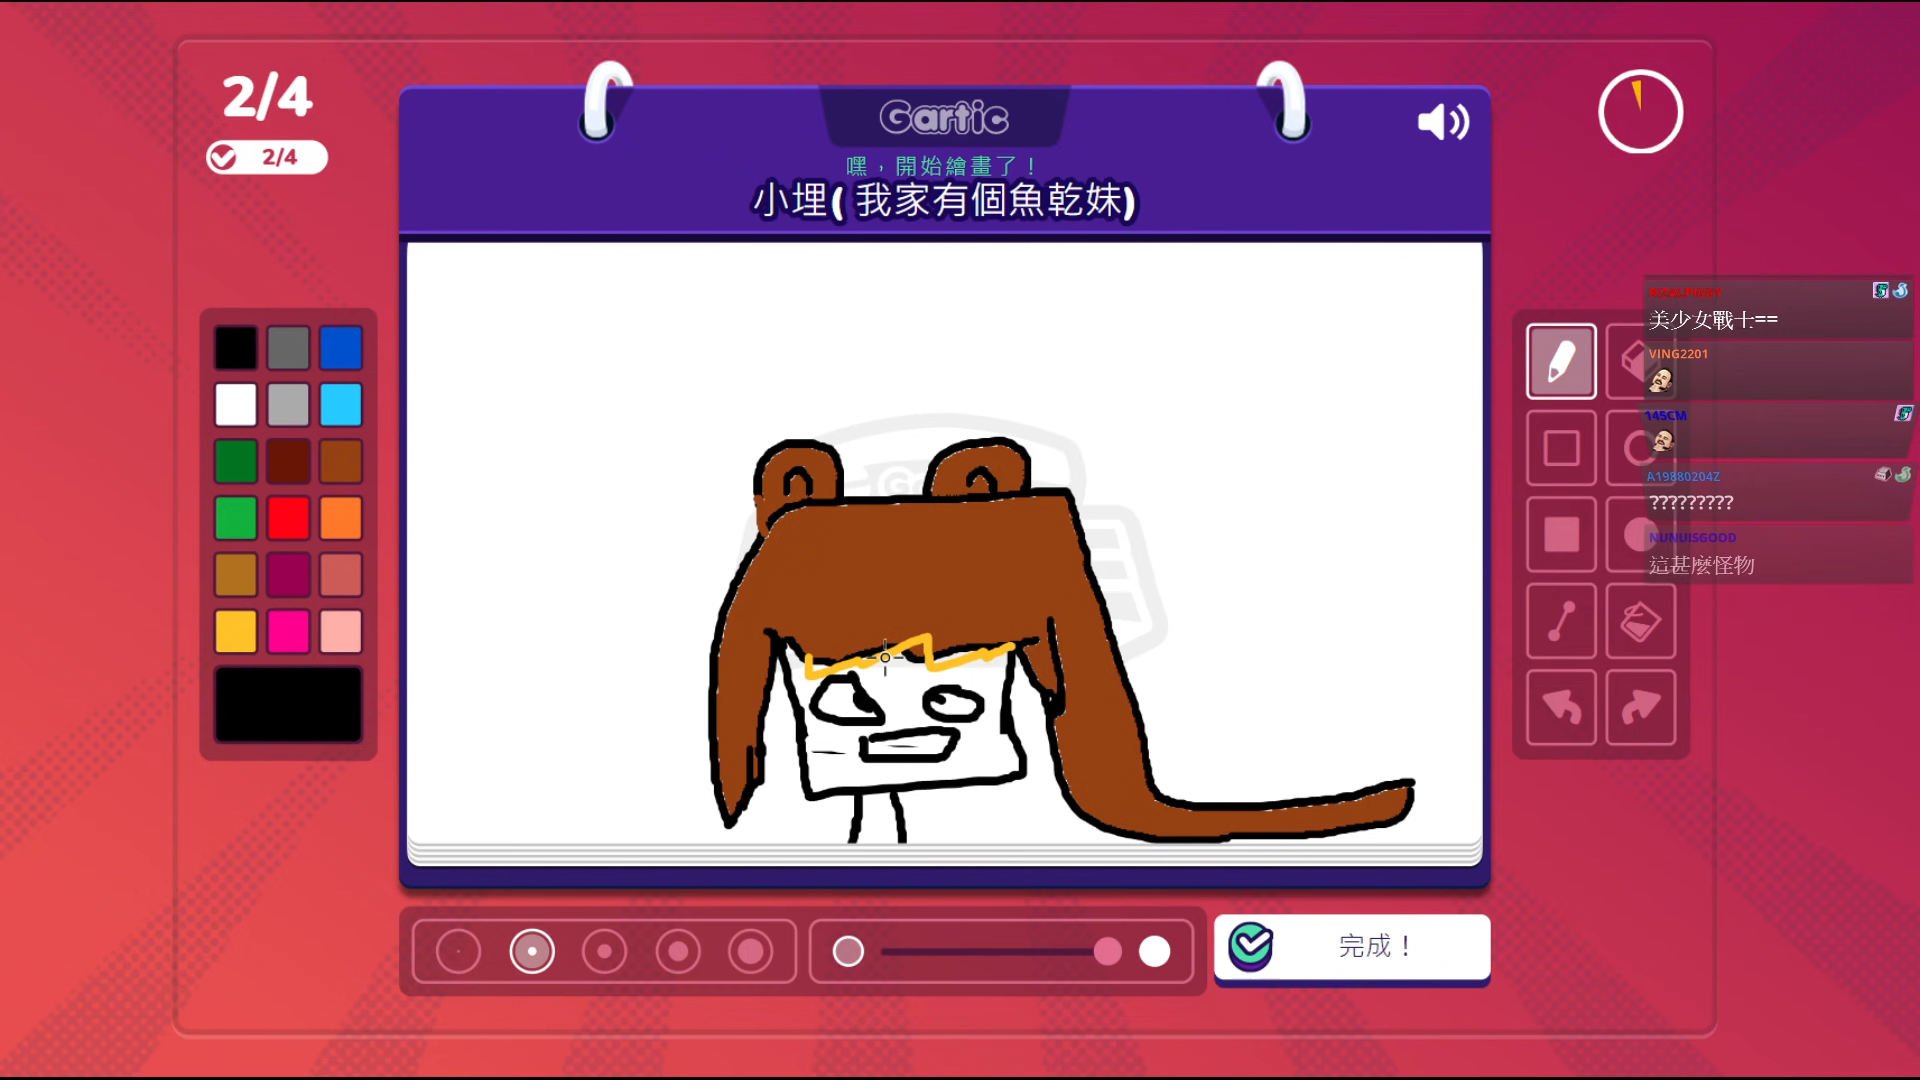 2/4
2/4
Gartic
嘿，開始繪畫了！
小埋(我家有個魚乾妹)
美少女戰士==
VING2201
145CM
A19880204Z
?????????
NUNUISGOOD
這甚麼怪物
完成！